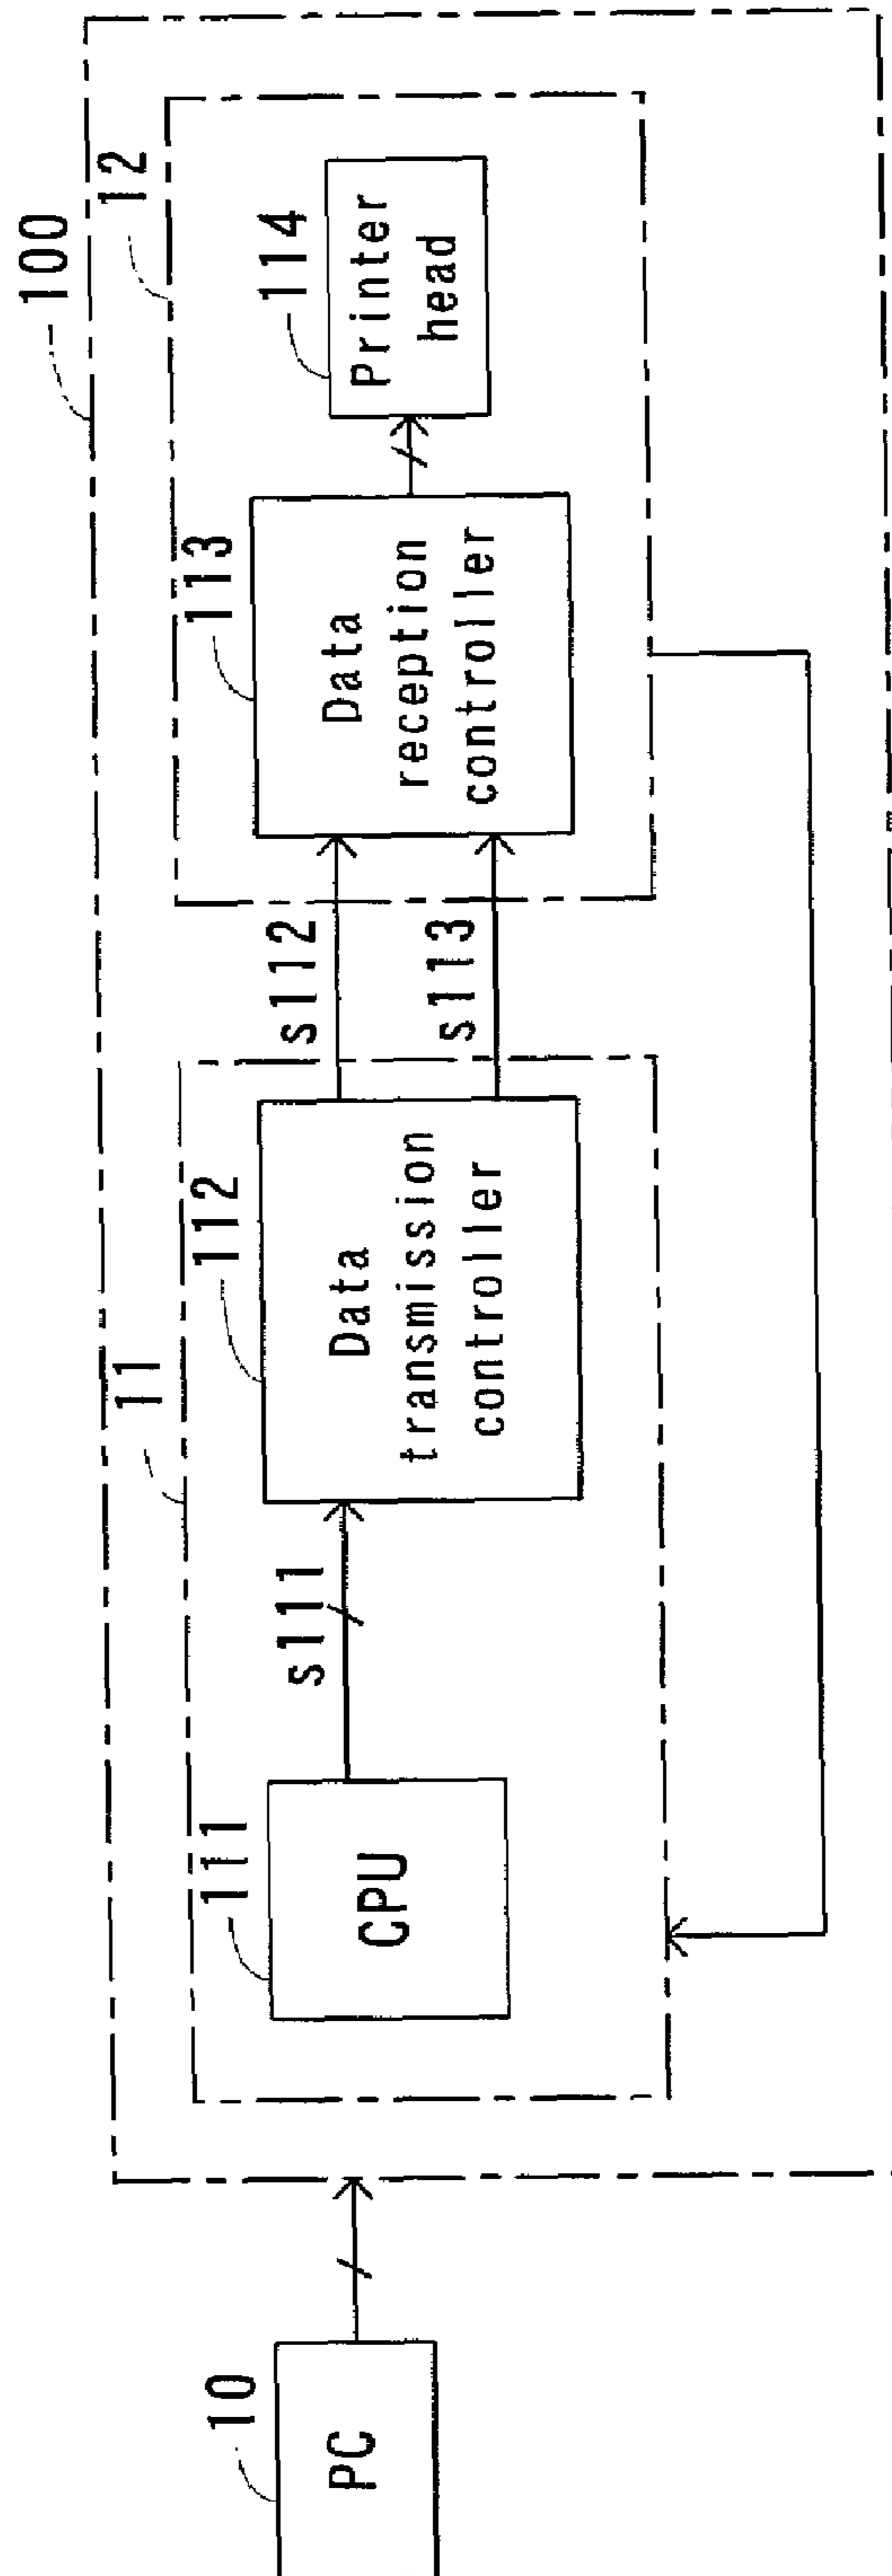 100
11
12
10
PC
111
CPU
s111
112
Data
transmission
controller
s112
s113
113
Data
reception
controller
114
Printer
head